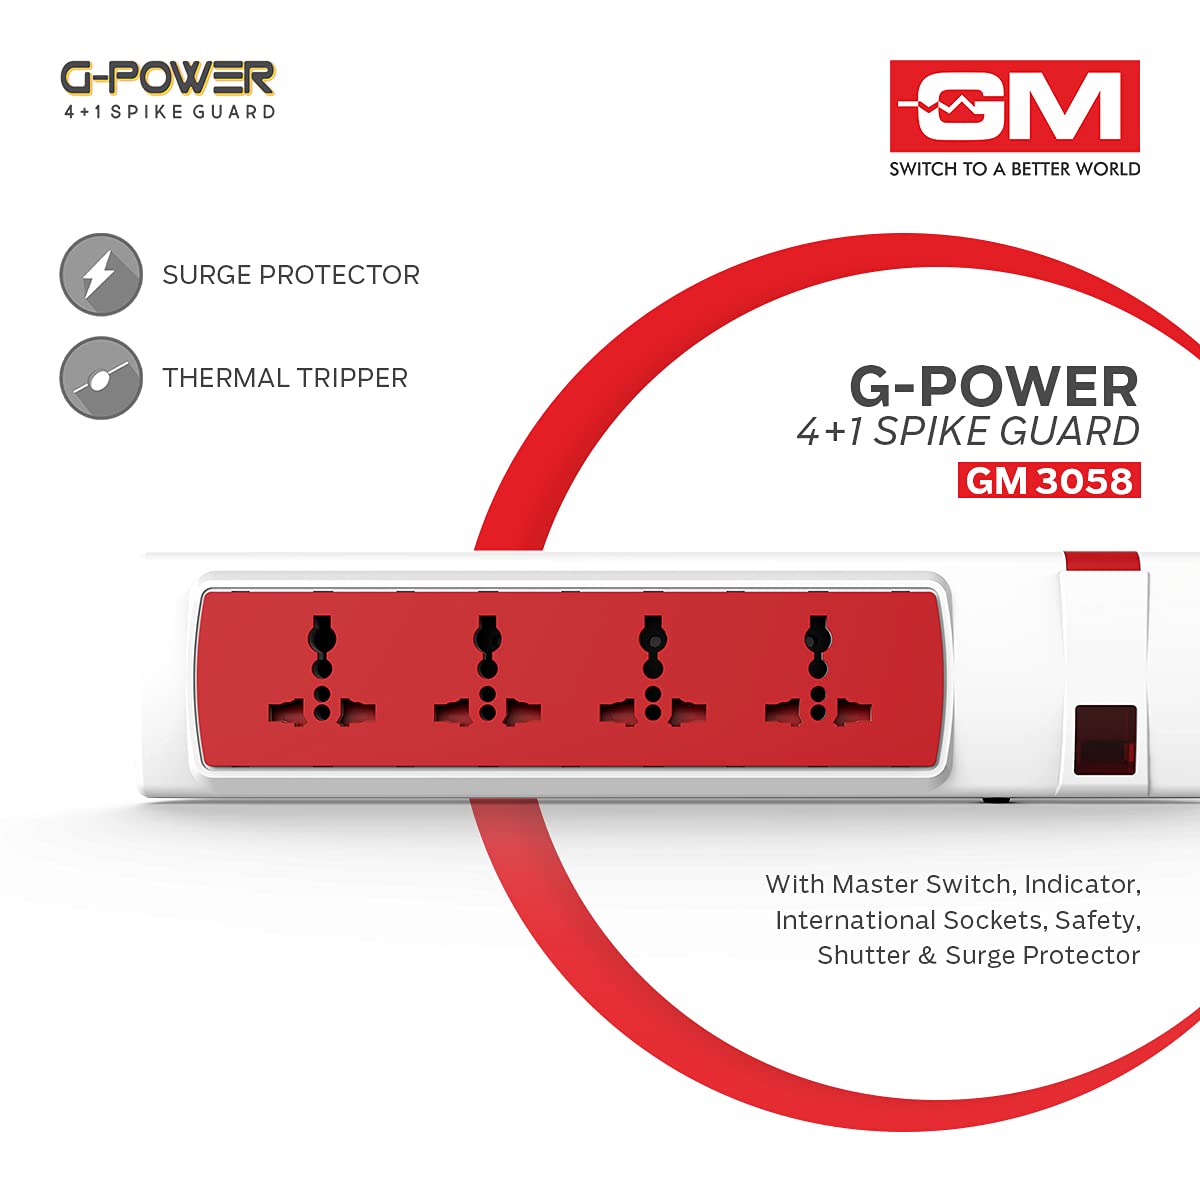 G-POWER
4+1 SPIKE GUARD
GM
SWITCH TO A BETTER WORLD
SURGE PROTECTOR
THERMAL TRIPPER
G-POWER
4+1 SPIKE GUARD
GM 3058
With Master Switch, Indicator,
International Sockets, Safety,
Shutter & Surge Protector